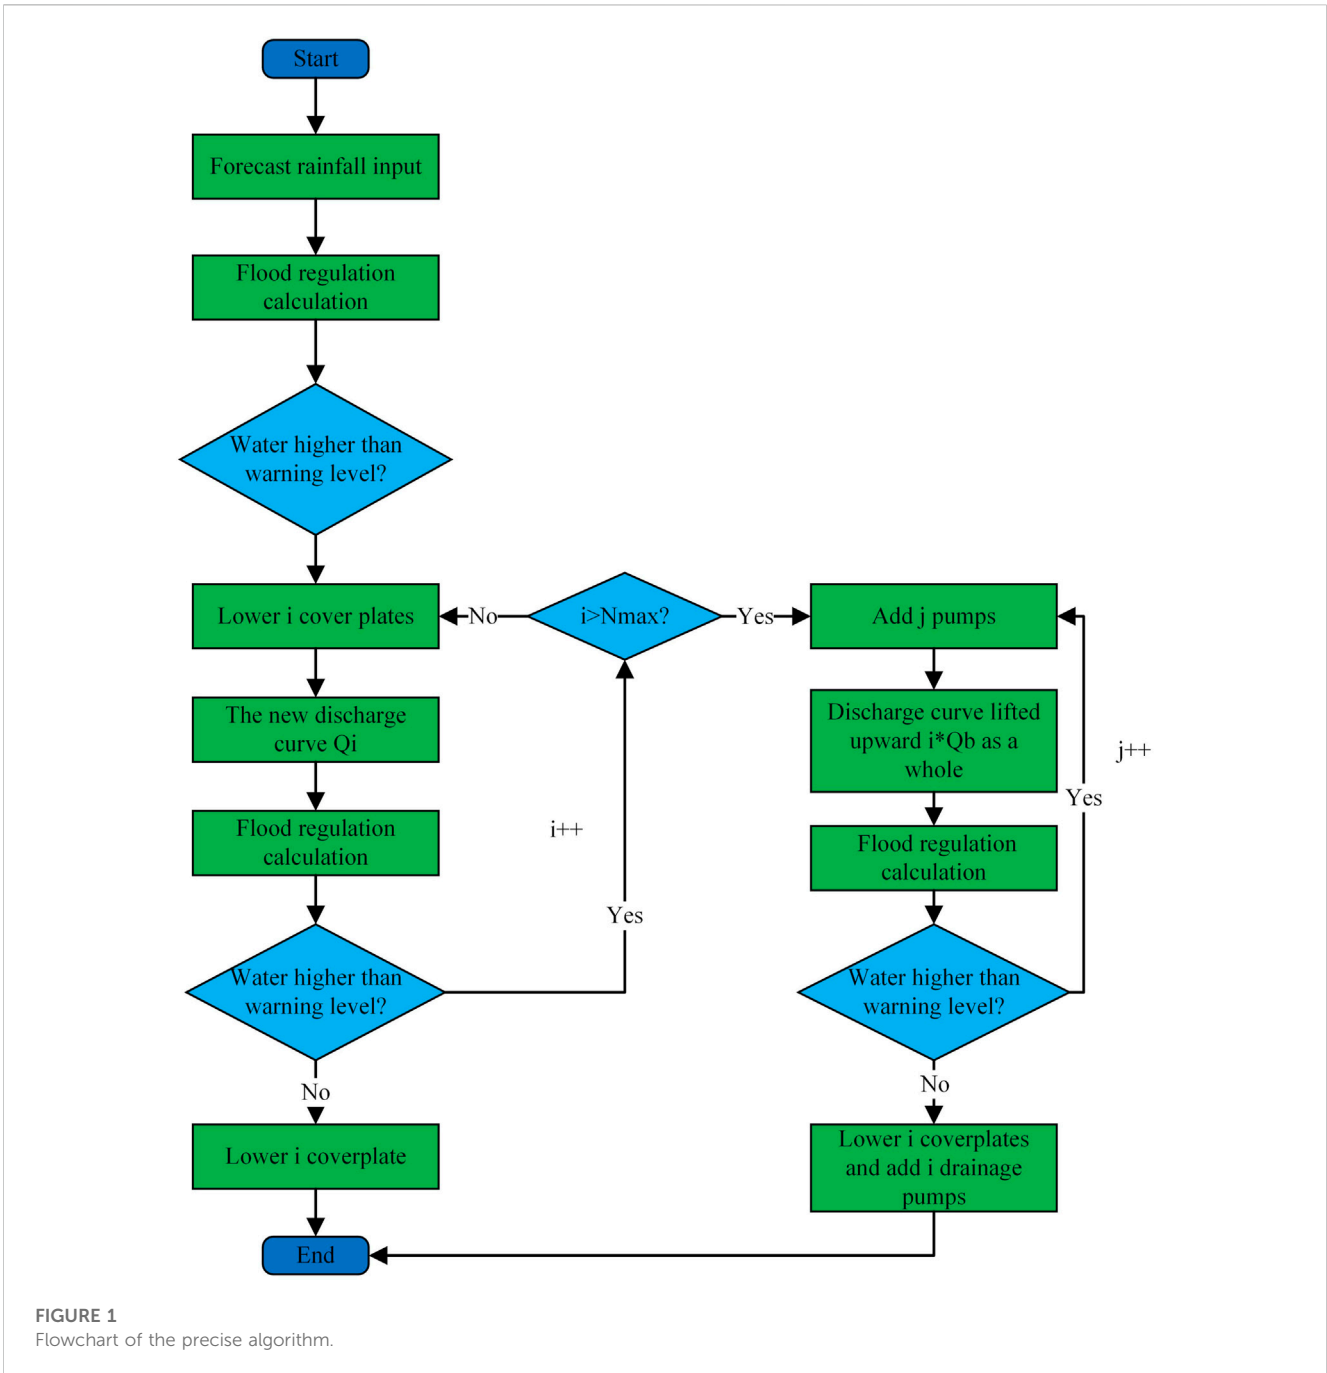 Start
Forecast rainfall input
Flood regulation
calculation
Water higher than
warning level?
Lower i cover plates
No
i>Nmax?
Yes
Add j pumps
The new discharge
curve Qi
Discharge curve lifted
upward i*Qb as a
whole
j++
Yes
Flood regulation
calculation
i++
Flood regulation
calculation
Yes
Water higher than
warning level?
Water higher than
warning level?
No
No
Lower i coverplate
Lower i coverplates
and add i drainage
pumps
End
FIGURE 1
Flowchart of the precise algorithm.